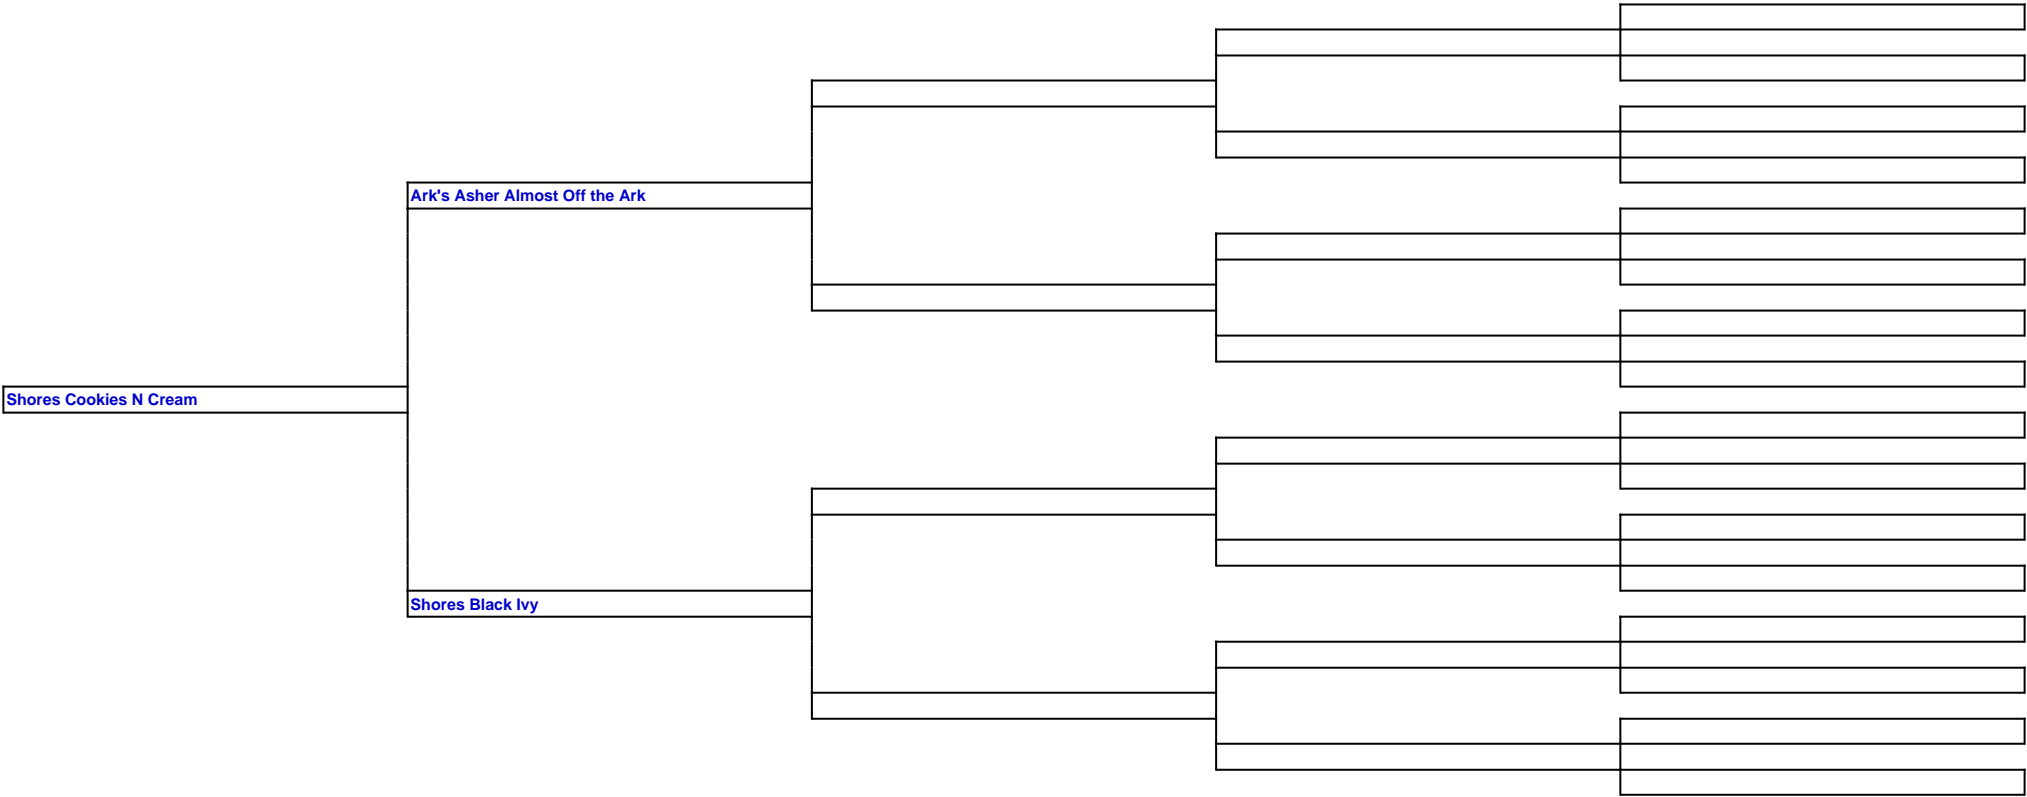 Ark's Asher Almost Off the Ark
Shores Cookies N Cream
Shores Black Ivy